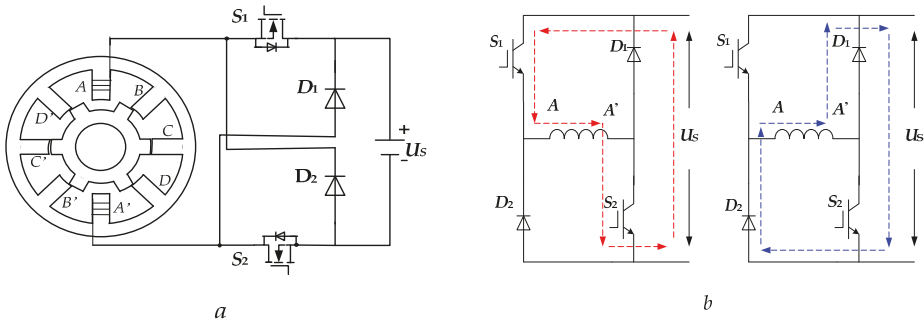 S1
A
B
D'
C
C'
D
B'
A'
D1
D2
+
us
-
S2
a
S1
D1
A
A'
us
D2
S2
S1
D1
A
A'
us
D2
S2
b